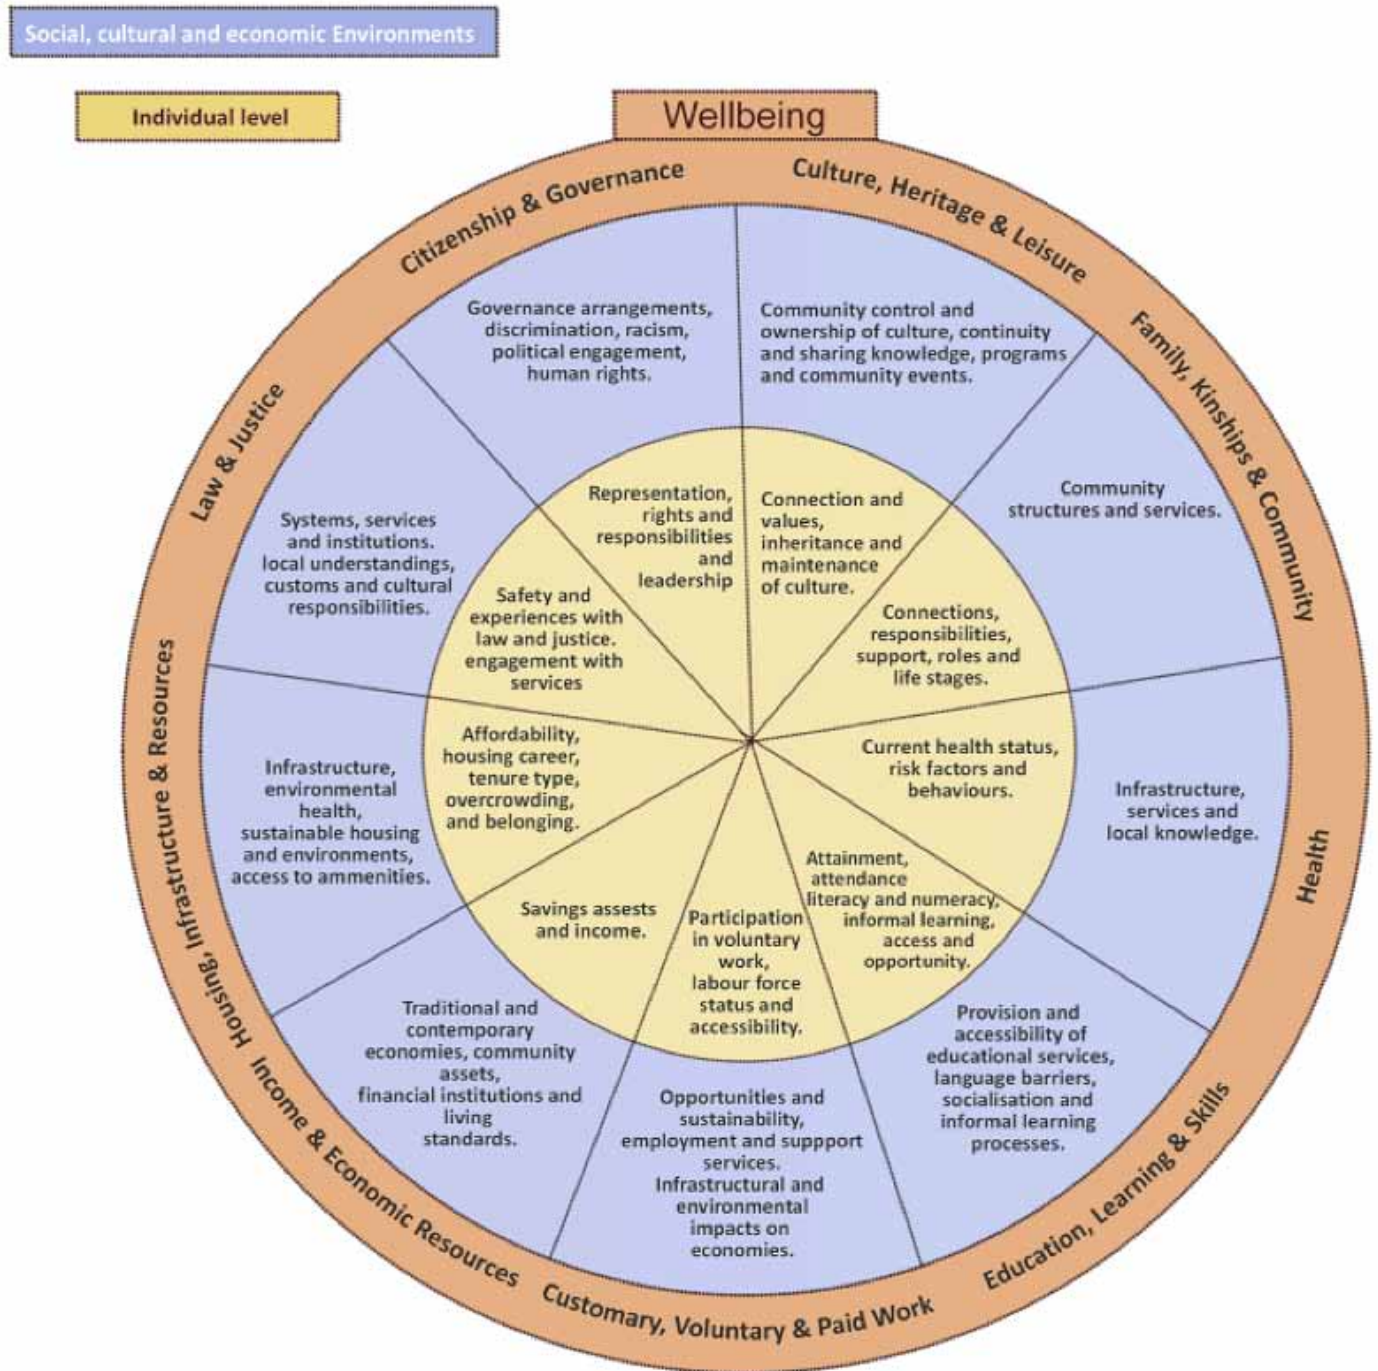 Social, cultural and economic Environments
Individual level
Wellbeing
Culture, Heritage & Leisure
Community control and
ownership of culture, continuity
and sharing knowledge, programs
and community events.
Connection and
values,
inheritance and
maintenance
of culture.
Family, Kinships & Community
Community
structures and services.
Connections,
responsibilities,
support, roles and
life stages.
Health
Infrastructure,
services and
local knowledge.
Current health status,
risk factors and
behaviours.
Education, Learning & Skills
Provision and
accessibility of
educational services,
language barriers,
socialisation and
informal learning
processes.
Attainment,
attendance
literacy and numeracy,
informal learning,
access and
opportunity.
Customary, Voluntary & Paid Work
Opportunities and
sustainability,
employment and suppport
services.
Infrastructural and
environmental
impacts on
economies.
Participation
in voluntary
work,
labour force
status and
accessibility.
Income & Economic Resources
Traditional and
contemporary
economies, community
assets,
financial institutions and
living
standards.
Savings assests
and income.
Housing, Infrastructure & Resources
Infrastructure,
environmental
health,
sustainable housing
and environments,
access to ammenities.
Affordability,
housing career,
tenure type,
overcrowding,
and belonging.
Law & Justice
Systems, services
and institutions.
local understandings,
customs and cultural
responsibilities.
Safety and
experiences with
law and justice.
engagement with
services
Citizenship & Governance
Governance arrangements,
discrimination, racism,
political engagement,
human rights.
Representation,
rights and
responsibilities
and
leadership